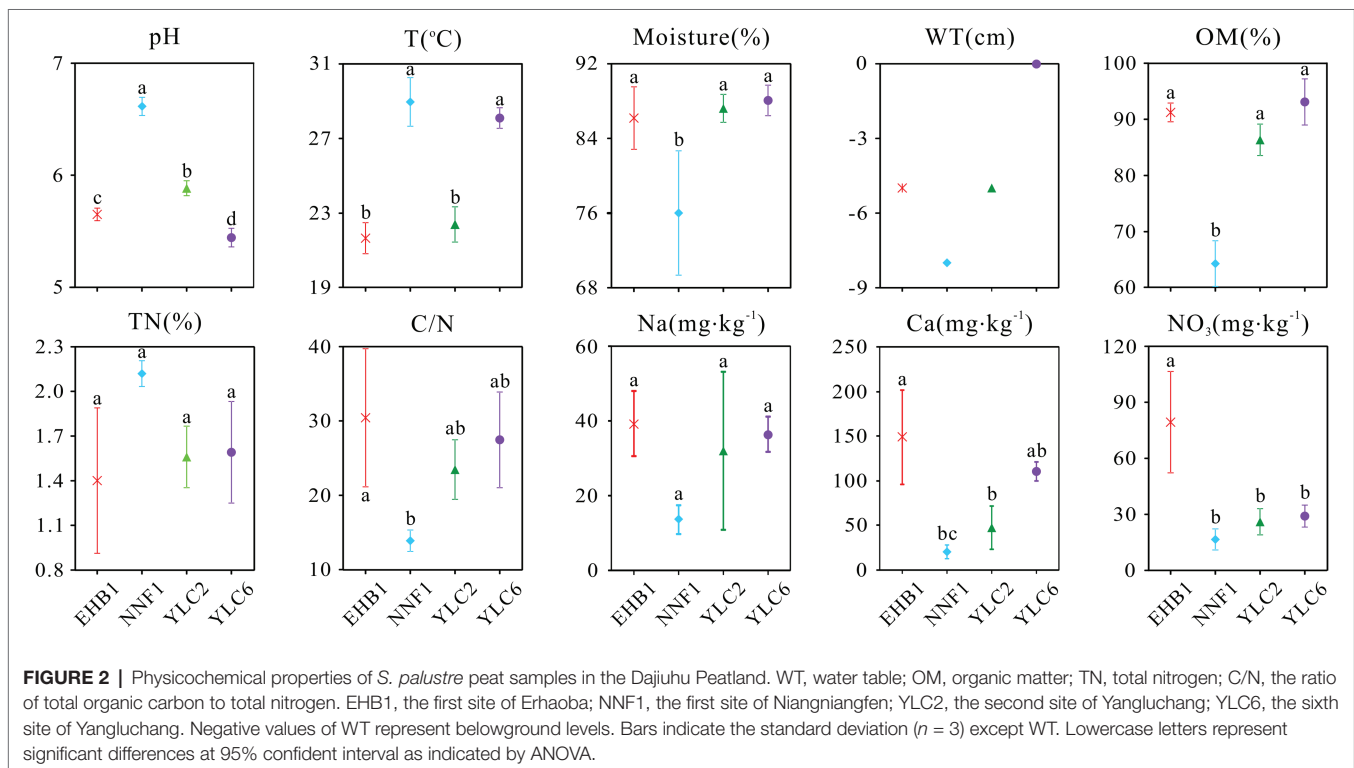 pH T(°C) Moisture(%) WT(cm) OM(%)
7 31 92 0 100
a a a a a a a a a
b b
6 27 84 -3 90
c b b b d
5 23 76 -6 80
19 68 -9 70
60
TN(%) C/N Na(mg·kg⁻¹) Ca(mg·kg⁻¹) NO₃(mg·kg⁻¹)
2.3 40 60 250 120
a a a a
2.0 30 40 200 90
a b ab ab
1.7 20 20 150 60
a a a a
1.4 10 0 100 30
a bc b ab
1.1 50 0
a b b b
0.8 0
EHB1 NNF1 YLC2 YLC6 EHB1 NNF1 YLC2 YLC6 EHB1 NNF1 YLC2 YLC6 EHB1 NNF1 YLC2 YLC6 EHB1 NNF1 YLC2 YLC6
FIGURE 2 | Physicochemical properties of S. palustre peat samples in the Dajiuhu Peatland. WT, water table; OM, organic matter; TN, total nitrogen; C/N, the ratio
of total organic carbon to total nitrogen. EHB1, the first site of Erhaoba; NNF1, the first site of Niangniangfen; YLC2, the second site of Yangluchang; YLC6, the sixth
site of Yangluchang. Negative values of WT represent belowground levels. Bars indicate the standard deviation (n = 3) except WT. Lowercase letters represent
significant differences at 95% confident interval as indicated by ANOVA.